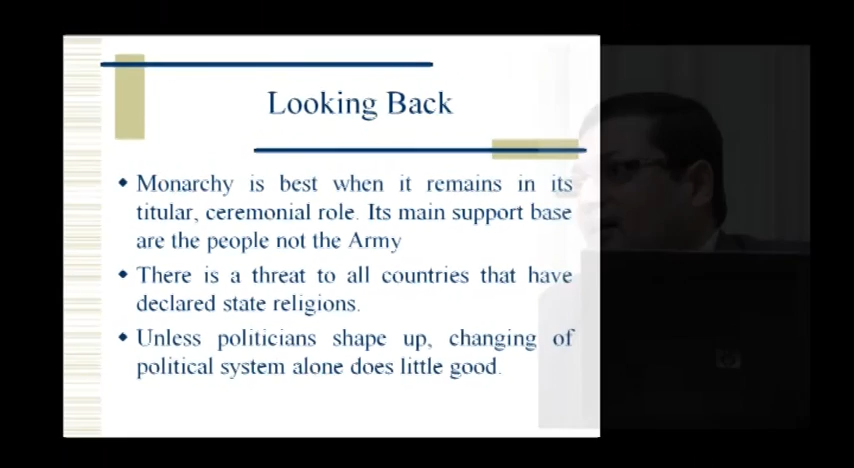 Looking Back
Monarchy is best when it remains in its
titular, ceremonial role. Its main support base
are the people not the Army
There is a threat to all countries that have
declared state religions.
Unless politicians shape up, changing of
political system alone does little good.